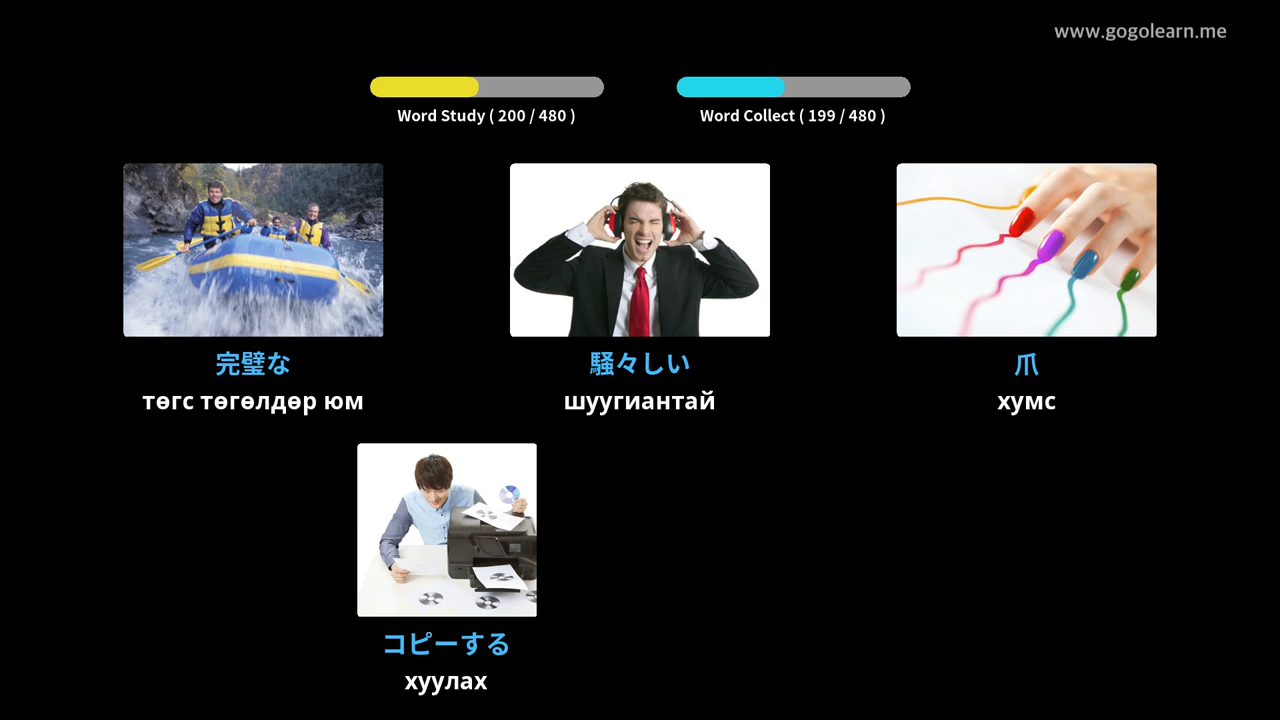 www.gogolearn.me
Word Study ( 200 / 480 )
Word Collect ( 199 / 480 )
完璧な
төгс төгөлдөр юм
騒々しい
шуугиантай
爪
хумс
コピーする
хуулах